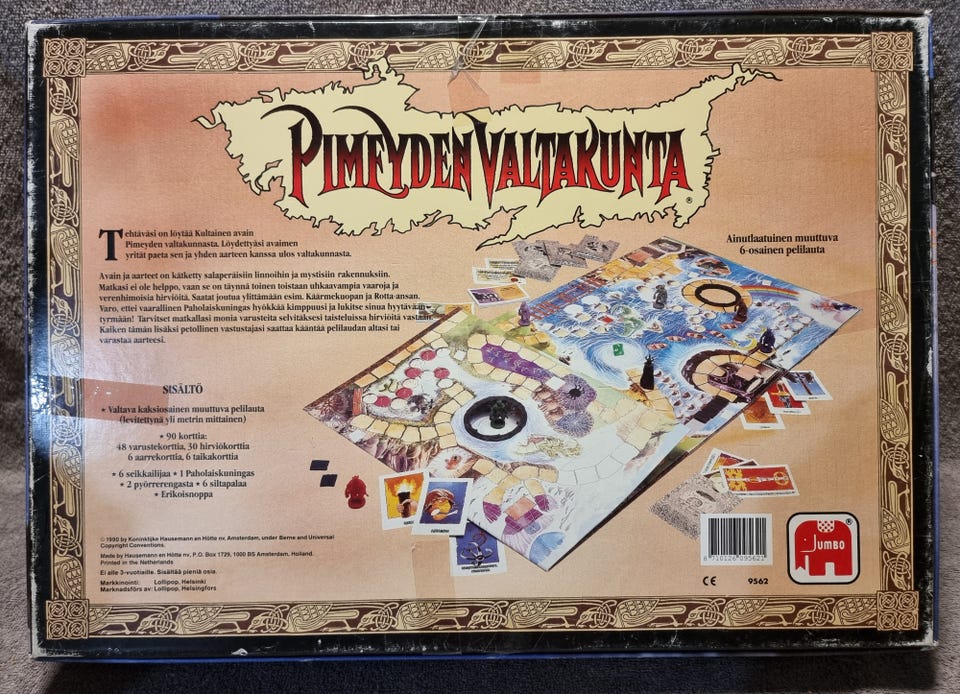 PIMEYDEN VALTAKUNTA
®
Tehtäväsi on löytää Kultainen avain
Pimeyden valtakunnasta. Löydettyäsi avaimen
yrität paeta sen ja yhden aarteen kanssa ulos valtakunnasta.
Avain ja aarteet on kätketty salaperäisiin linnoihin ja mystisiin rakennuksiin.
Matkasi ei ole helppo, vaan se on täynnä toinen toistaan uhkaavampia vaaroja ja
verenhimoisia hirviöitä. Saatat joutua ylittämään esim. Käärmekuopan ja Rotta-ansan.
Varo, ettei vaarallinen Paholaiskuningas hyökkää kimppuusi ja lukitse sinua hyytävään
tyrmään! Tarvitset matkallasi monia varusteita selvitäksesi taisteluissa hirviöitä vastaan.
Kaiken tämän lisäksi petollinen vastustajasi saattaa kääntää pelilaudan altasi tai
varastaa aarteesi.
Ainutlaatuinen muuttuva
6-osainen pelilauta
SISÄLTÖ
★ Valtava kaksiosainen muuttuva pelilauta
(levitettynä yli metrin mittainen)
★ 90 korttia:
48 varustekorttia, 30 hirviökorttia
6 aarrekorttia, 6 taikakorttia
★ 6 seikkailijaa ★ 1 Paholaiskuningas
★ 2 pyörrerengasta ★ 6 siltapalaa
★ Erikoisnoppa
© 1990 by Koninklijke Hausemann en Hötte nv. Amsterdam, under Berne and Universal
Copyright Conventions.
Made by Hausemann en Hötte nv, P.O. Box 1729, 1000 BS Amsterdam, Holland.
Printed in the Netherlands
Ei alle 3-vuotiaille. Sisältää pieniä osia.
Markkinointi: Lollipop, Helsinki
Marknadsförs av: Lollipop, Helsingfors
8 710126 095621
CE 9562
JUMBO
®